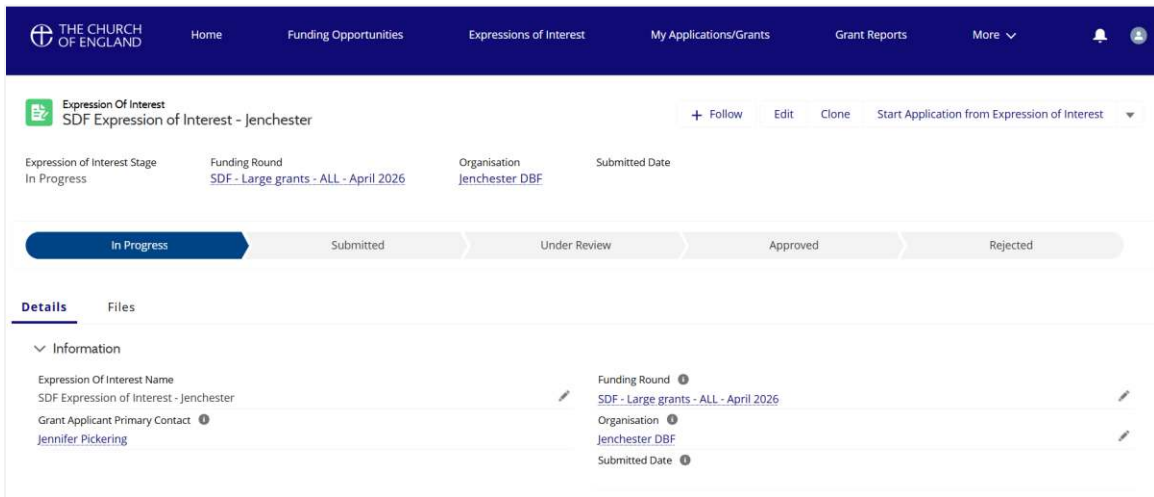 THE CHURCH
OF ENGLAND
Home
Funding Opportunities
Expressions of Interest
My Applications/Grants
Grant Reports
More
Expression Of Interest
SDF Expression of Interest - Jenchester
+ Follow
Edit
Clone
Start Application from Expression of Interest
Expression of Interest Stage
In Progress
Funding Round
SDF - Large grants - ALL - April 2026
Organisation
Jenchester DBF
Submitted Date
In Progress
Submitted
Under Review
Approved
Rejected
Details
Files
Information
Expression Of Interest Name
SDF Expression of Interest - Jenchester
Funding Round
SDF - Large grants - ALL - April 2026
Grant Applicant Primary Contact
Jennifer Pickering
Organisation
Jenchester DBF
Submitted Date